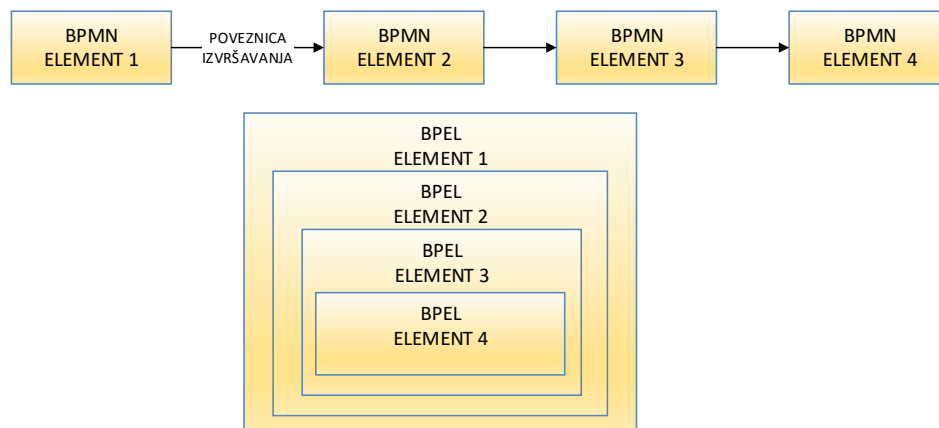 BPMN
ELEMENT 1
POVEZNICA
IZVRŠAVANJA
BPMN
ELEMENT 2
BPMN
ELEMENT 3
BPMN
ELEMENT 4
BPEL
ELEMENT 1
BPEL
ELEMENT 2
BPEL
ELEMENT 3
BPEL
ELEMENT 4